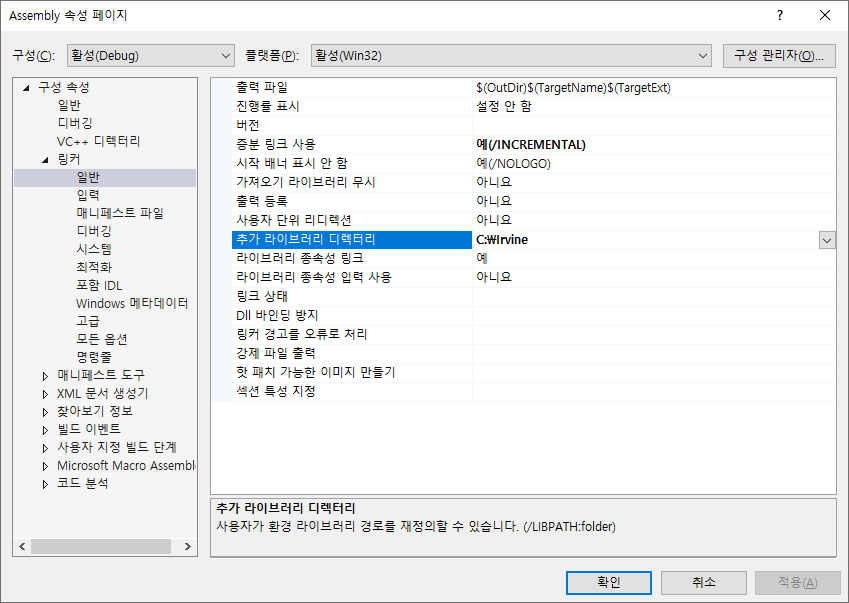 Assembly 속성 페이지
구성(C): 활성(Debug) 플랫폼(P): 활성(Win32) 구성 관리자(O)...
구성 속성
일반
디버깅
VC++ 디렉터리
링커
일반
입력
매니페스트 파일
디버깅
시스템
최적화
포함 IDL
Windows 메타데이터
고급
모든 옵션
명령줄
매니페스트 도구
XML 문서 생성기
찾아보기 정보
빌드 이벤트
사용자 지정 빌드 단계
Microsoft Macro Assembl
코드 분석
출력 파일 $(OutDir)$(TargetName)$(TargetExt)
진행률 표시 설정 안 함
버전
증분 링크 사용 예(/INCREMENTAL)
시작 배너 표시 안 함 예(/NOLOGO)
가져오기 라이브러리 무시 아니요
출력 등록 아니요
사용자 단위 리디렉션 아니요
추가 라이브러리 디렉터리 C:₩Irvine
라이브러리 종속성 링크 예
라이브러리 종속성 입력 사용 아니요
링크 상태
Dll 바인딩 방지
링커 경고를 오류로 처리
강제 파일 출력
핫 패치 가능한 이미지 만들기
섹션 특성 지정
추가 라이브러리 디렉터리
사용자가 환경 라이브러리 경로를 재정의할 수 있습니다. (/LIBPATH:folder)
확인 취소 적용(A)